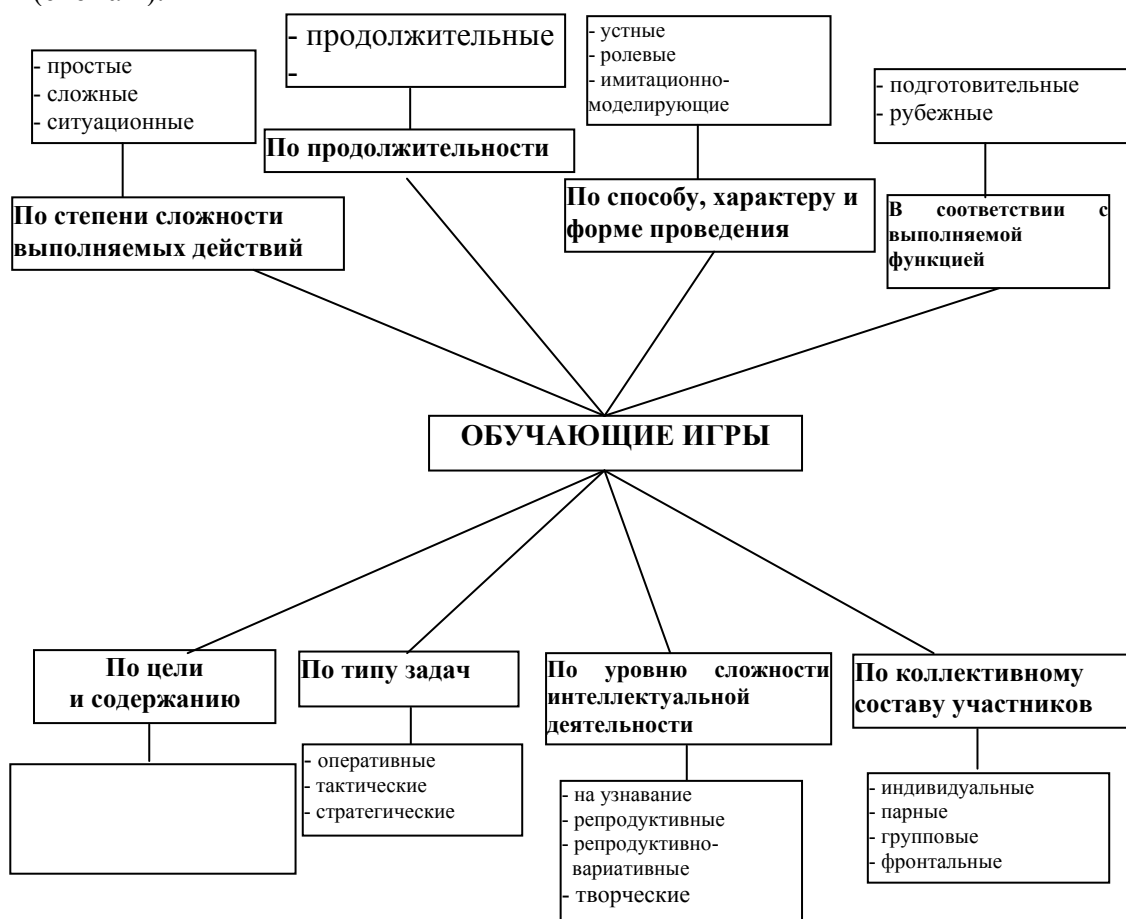 - продолжительные
-
- простые
- сложные
- ситуационные
- устные
- ролевые
- имитационно-
моделирующие
- подготовительные
- рубежные
По продолжительности
По степени сложности
выполняемых действий
По способу, характеру и
форме проведения
В соответствии с
выполняемой
функцией
ОБУЧАЮЩИЕ ИГРЫ
По цели
и содержанию
По типу задач
- оперативные
- тактические
- стратегические
По уровню сложности
интеллектуальной
деятельности
- на узнавание
- репродуктивные
- репродуктивно-
вариативные
- творческие
По коллективному
составу участников
- индивидуальные
- парные
- групповые
- фронтальные